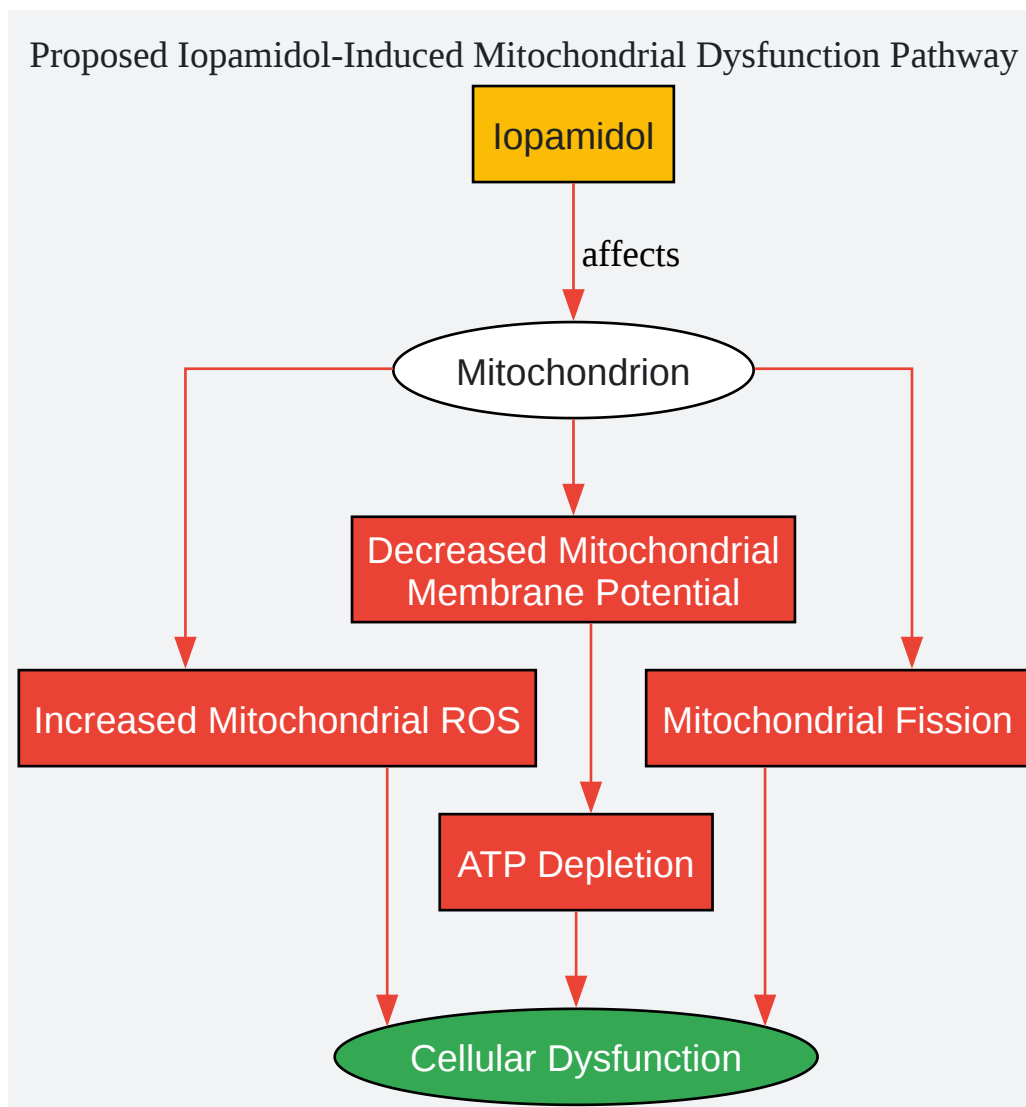 Proposed Iopamidol-Induced Mitochondrial Dysfunction Pathway
Iopamidol
affects
Mitochondrion
Decreased Mitochondrial
Membrane Potential
Increased Mitochondrial ROS
Mitochondrial Fission
ATP Depletion
Cellular Dysfunction